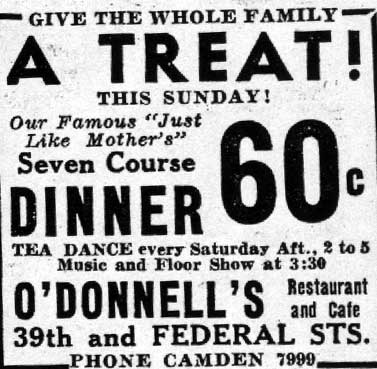 GIVE THE WHOLE FAMILY
A TREAT!
THIS SUNDAY!
Our Famous "Just
Like Mother's"
Seven Course
DINNER 60c
TEA DANCE every Saturday Aft., 2 to 5
Music and Floor Show at 3:30
O'DONNELL'S Restaurant
and Cafe
39th and FEDERAL STS.
PHONE CAMDEN 7999